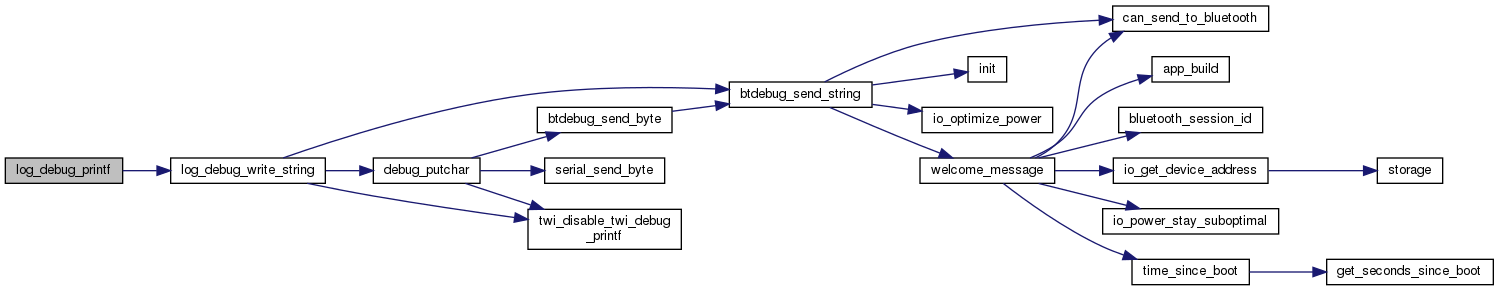 can_send_to_bluetooth
init
app_build
btdebug_send_string
btdebug_send_byte
io_optimize_power
bluetooth_session_id
log_debug_printf
log_debug_write_string
debug_putchar
serial_send_byte
welcome_message
io_get_device_address
storage
twi_disable_twi_debug
_printf
io_power_stay_suboptimal
time_since_boot
get_seconds_since_boot